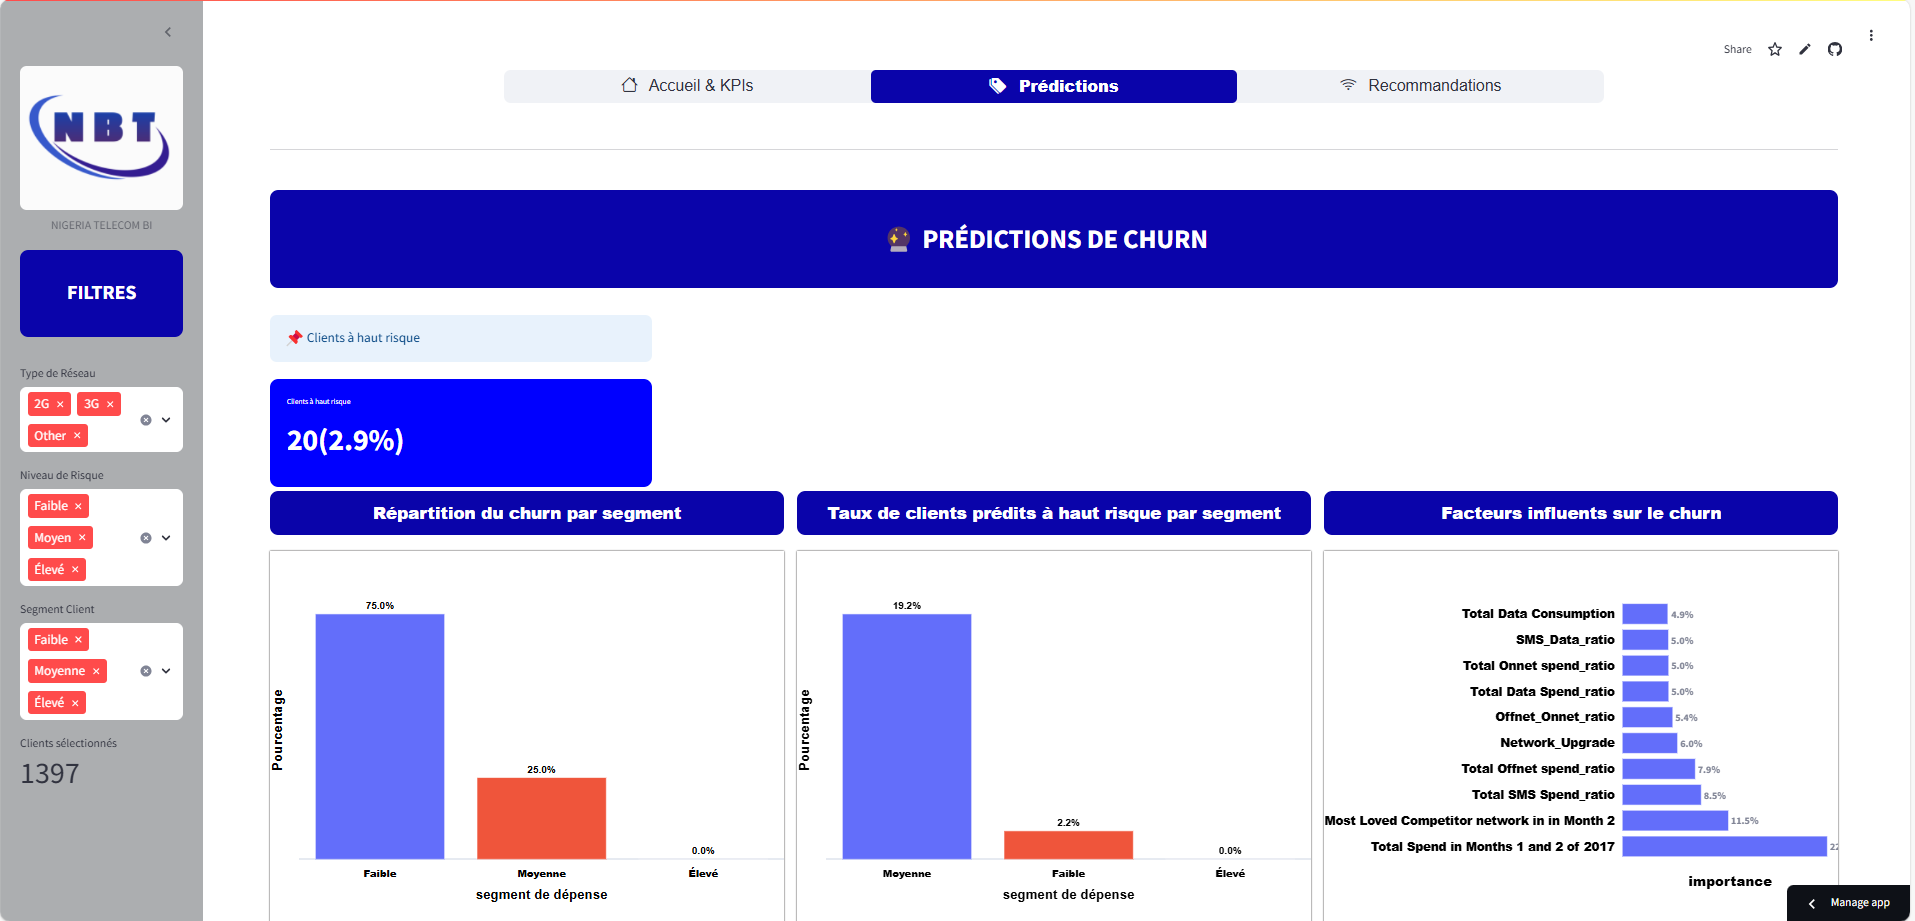 Share
Accueil & KPIs
Prédictions
Recommandations
NBT
NIGERIA TELECOM BI
FILTRES
Type de Réseau
2G × 3G ×
Other ×
Niveau de Risque
Faible ×
Moyen ×
Élevé ×
Segment Client
Faible ×
Moyenne ×
Élevé ×
Clients sélectionnés
1397
PRÉDICTIONS DE CHURN
Clients à haut risque
Clients à haut risque
20(2.9%)
Répartition du churn par segment
75.0%
25.0%
0.0%
Pourcentage
Faible
Moyenne
Élevé
segment de dépense
Taux de clients prédits à haut risque par segment
19.2%
2.2%
0.0%
Pourcentage
Moyenne
Faible
Élevé
segment de dépense
Facteurs influents sur le churn
Total Data Consumption 4.9%
SMS_Data_ratio 5.0%
Total Onnet spend_ratio 5.0%
Total Data Spend_ratio 5.0%
Offnet_Onnet_ratio 5.4%
Network_Upgrade 6.0%
Total Offnet spend_ratio 7.9%
Total SMS Spend_ratio 8.5%
Most Loved Competitor network in in Month 2 11.5%
Total Spend in Months 1 and 2 of 2017
importance
Manage app